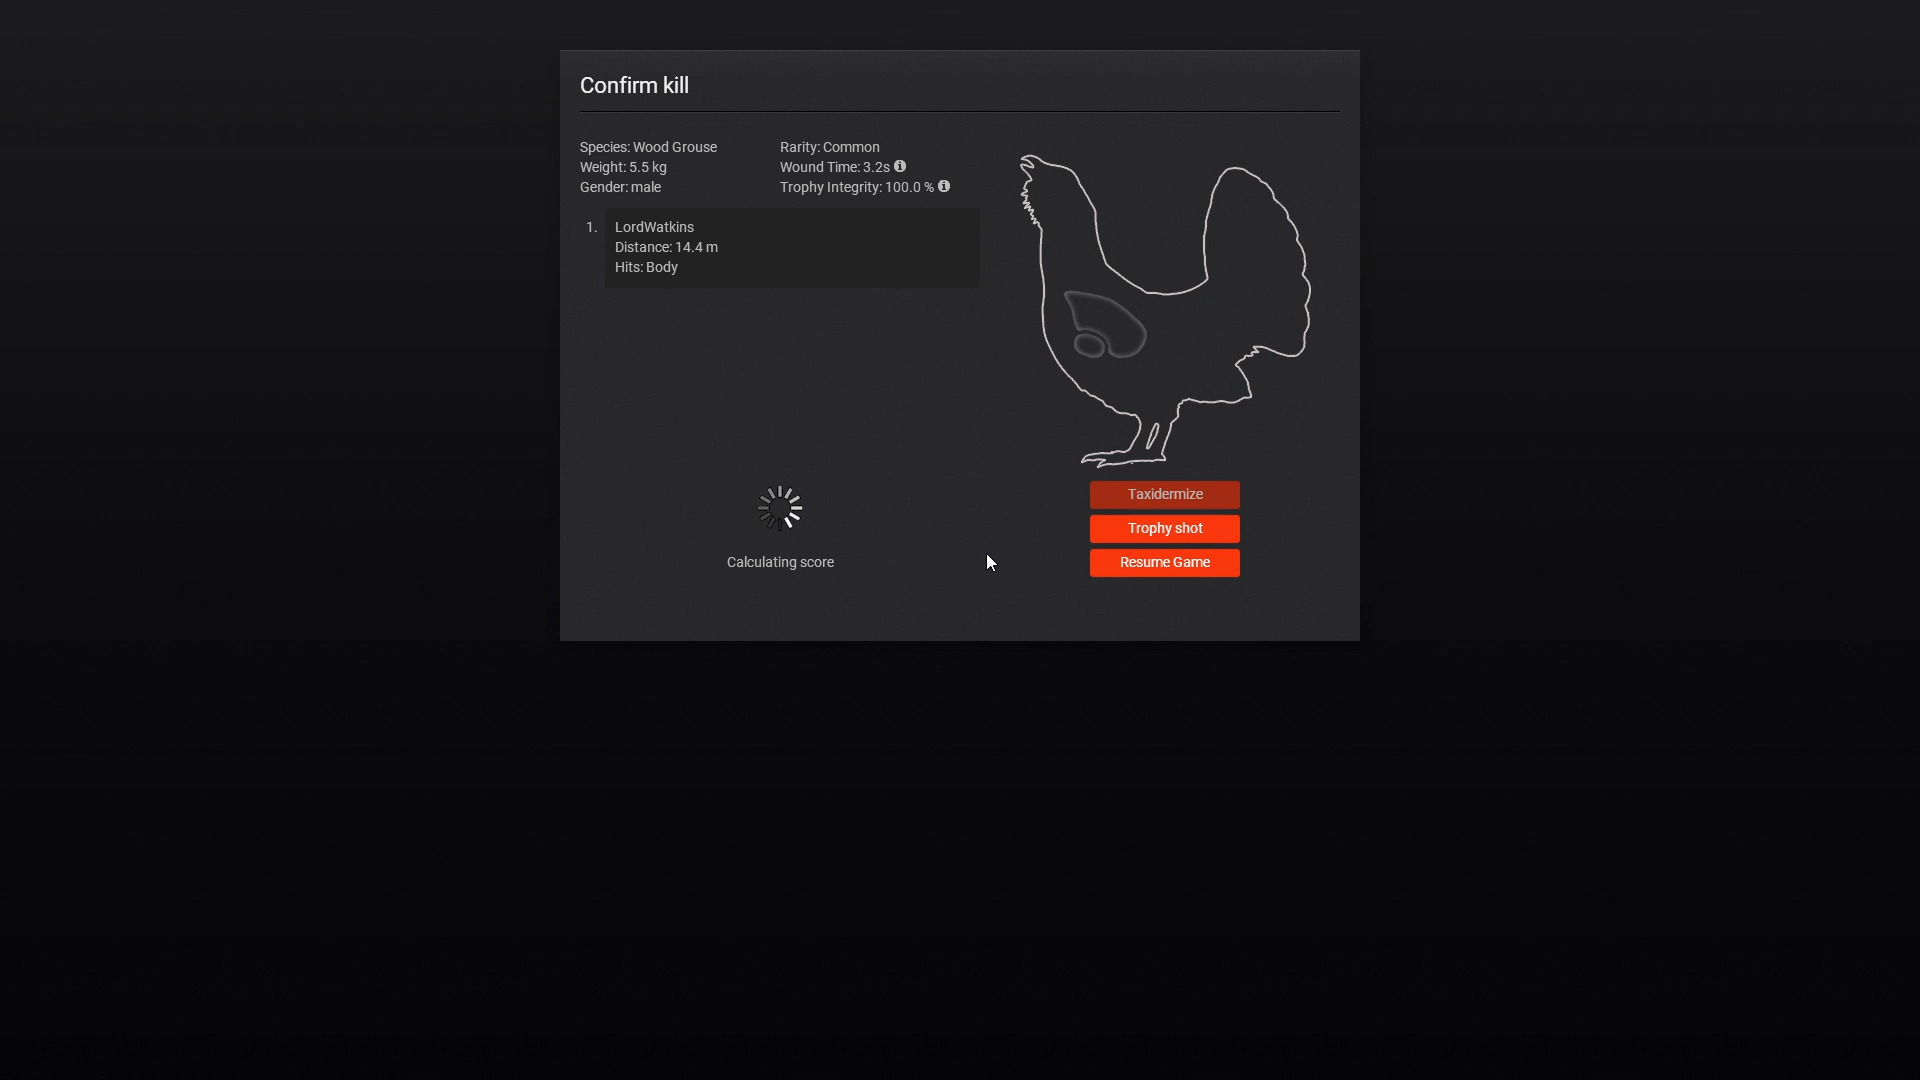 Confirm kill
Species: Wood Grouse
Weight: 5.5 kg
Gender: male
Rarity: Common
Wound Time: 3.2s
Trophy Integrity: 100.0 %
1.
LordWatkins
Distance: 14.4 m
Hits: Body
Calculating score
Taxidermize
Trophy shot
Resume Game